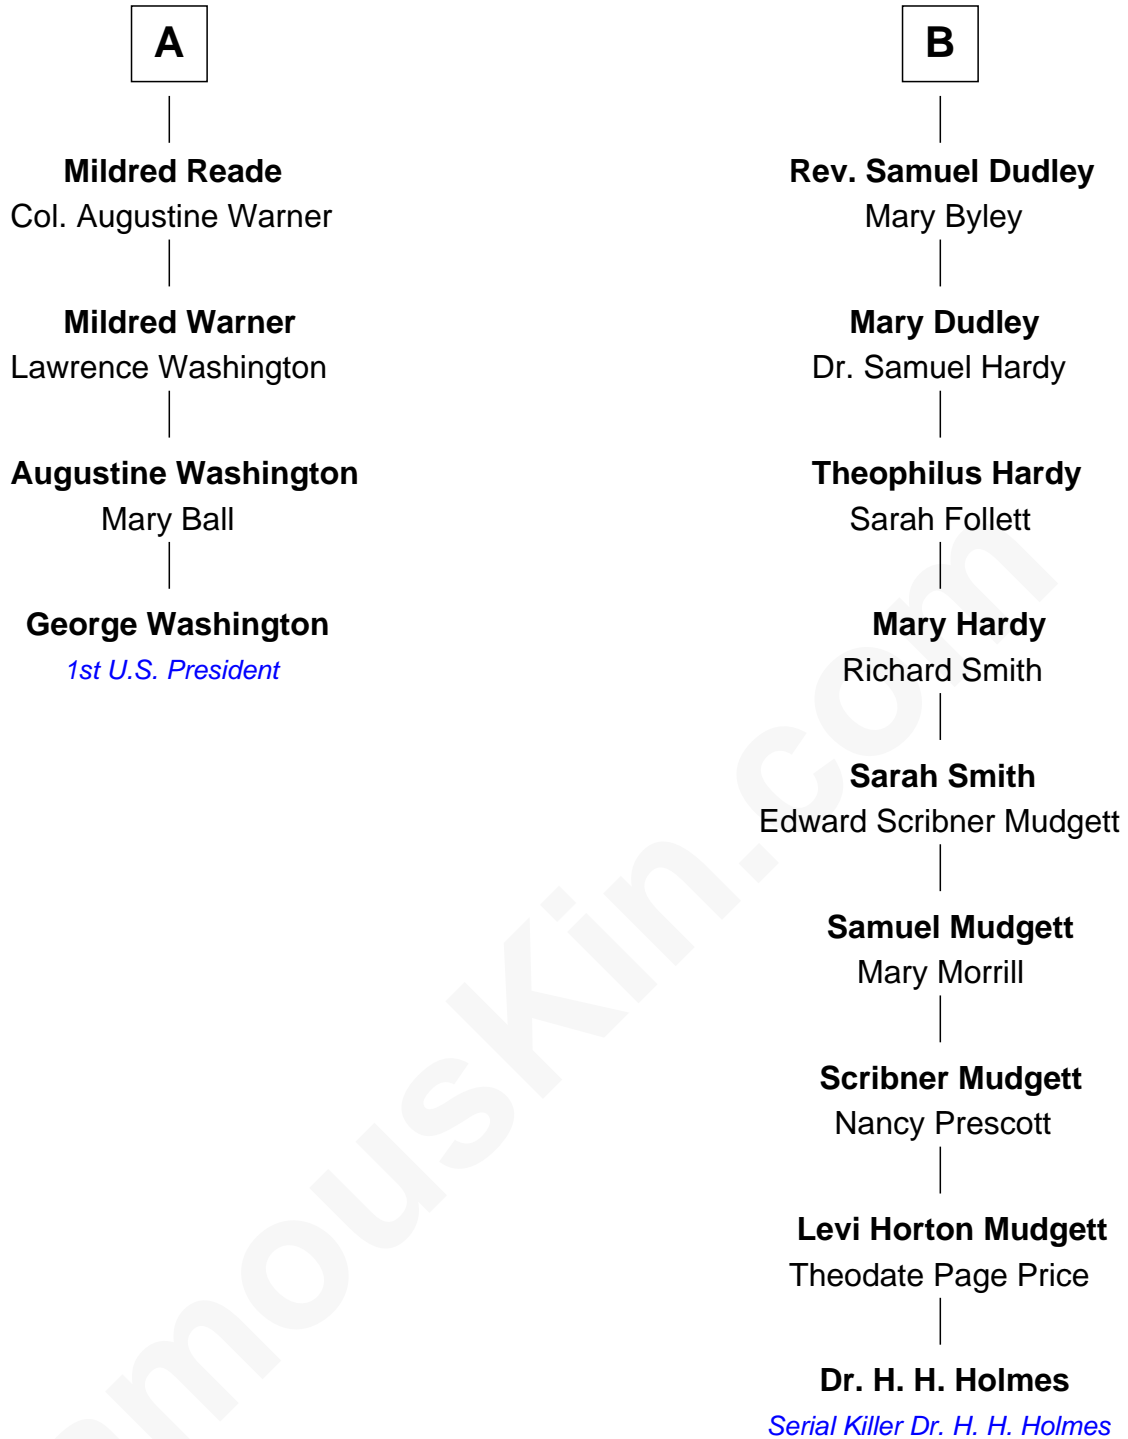 A
Mildred Reade
Col. Augustine Warner
Mildred Warner
Lawrence Washington
Augustine Washington
Mary Ball
George Washington
1st U.S. President
B
Rev. Samuel Dudley
Mary Byley
Mary Dudley
Dr. Samuel Hardy
Theophilus Hardy
Sarah Follett
Mary Hardy
Richard Smith
Sarah Smith
Edward Scribner Mudgett
Samuel Mudgett
Mary Morrill
Scribner Mudgett
Nancy Prescott
Levi Horton Mudgett
Theodate Page Price
Dr. H. H. Holmes
Serial Killer Dr. H. H. Holmes
amousKin.com